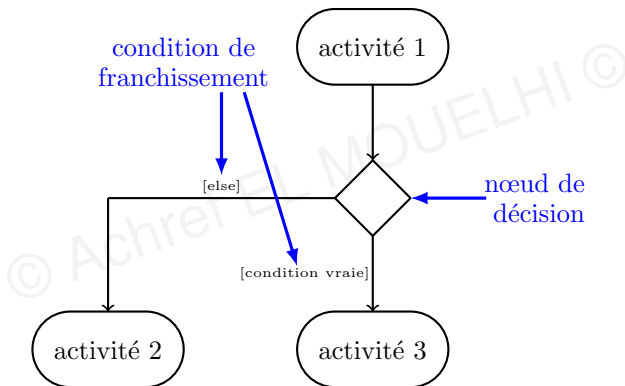 activité 1
condition de
franchissement
[else]
nœud de
décision
[condition vraie]
activité 2
activité 3
© Achref EL MOUELHI ©